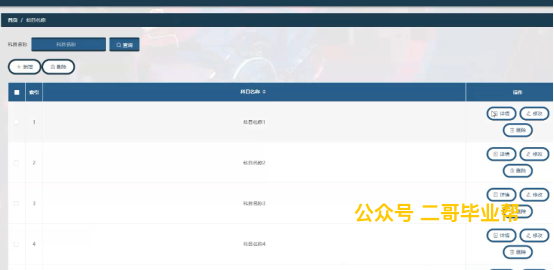 首页 / 科目名称
科目名称 科目名称 查询
+ 新增 删除
索引 科目名称 操作
1 科目名称1 详情 修改
删除
2 科目名称2 详情 修改
删除
3 科目名称3 详情 修改
删除
公众号 二哥毕业帮
4 科目名称4 详情 修改
删除